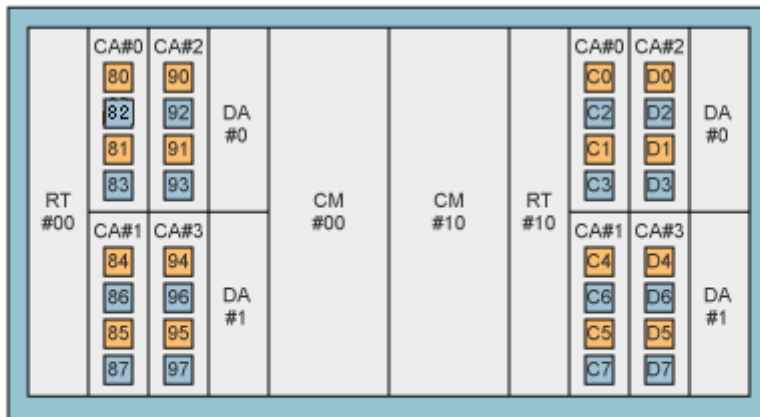 CA#0 CA#2 CA#0 CA#2
80 90 C0 D0
82 92 C2 D2
DA #0 DA #0
81 91 C1 D1
83 93 C3 D3
RT #00 CM #00 CM #10 RT #10
CA#1 CA#3 CA#1 CA#3
84 94 C4 D4
86 96 C6 D6
DA #1 DA #1
85 95 C5 D5
87 97 C7 D7